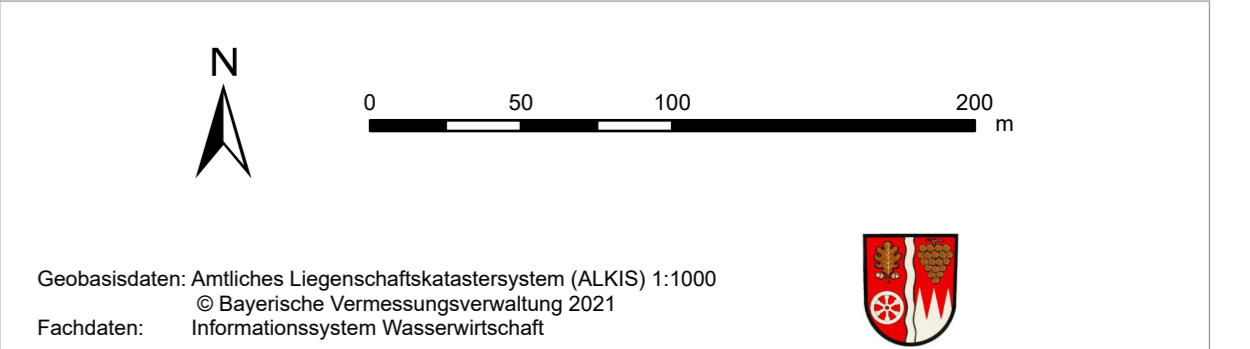 N
0 50 100 200
m
Geobasisdaten: Amtliches Liegenschaftskatastersystem (ALKIS) 1:1000
© Bayerische Vermessungsverwaltung 2021
Fachdaten: Informationssystem Wasserwirtschaft